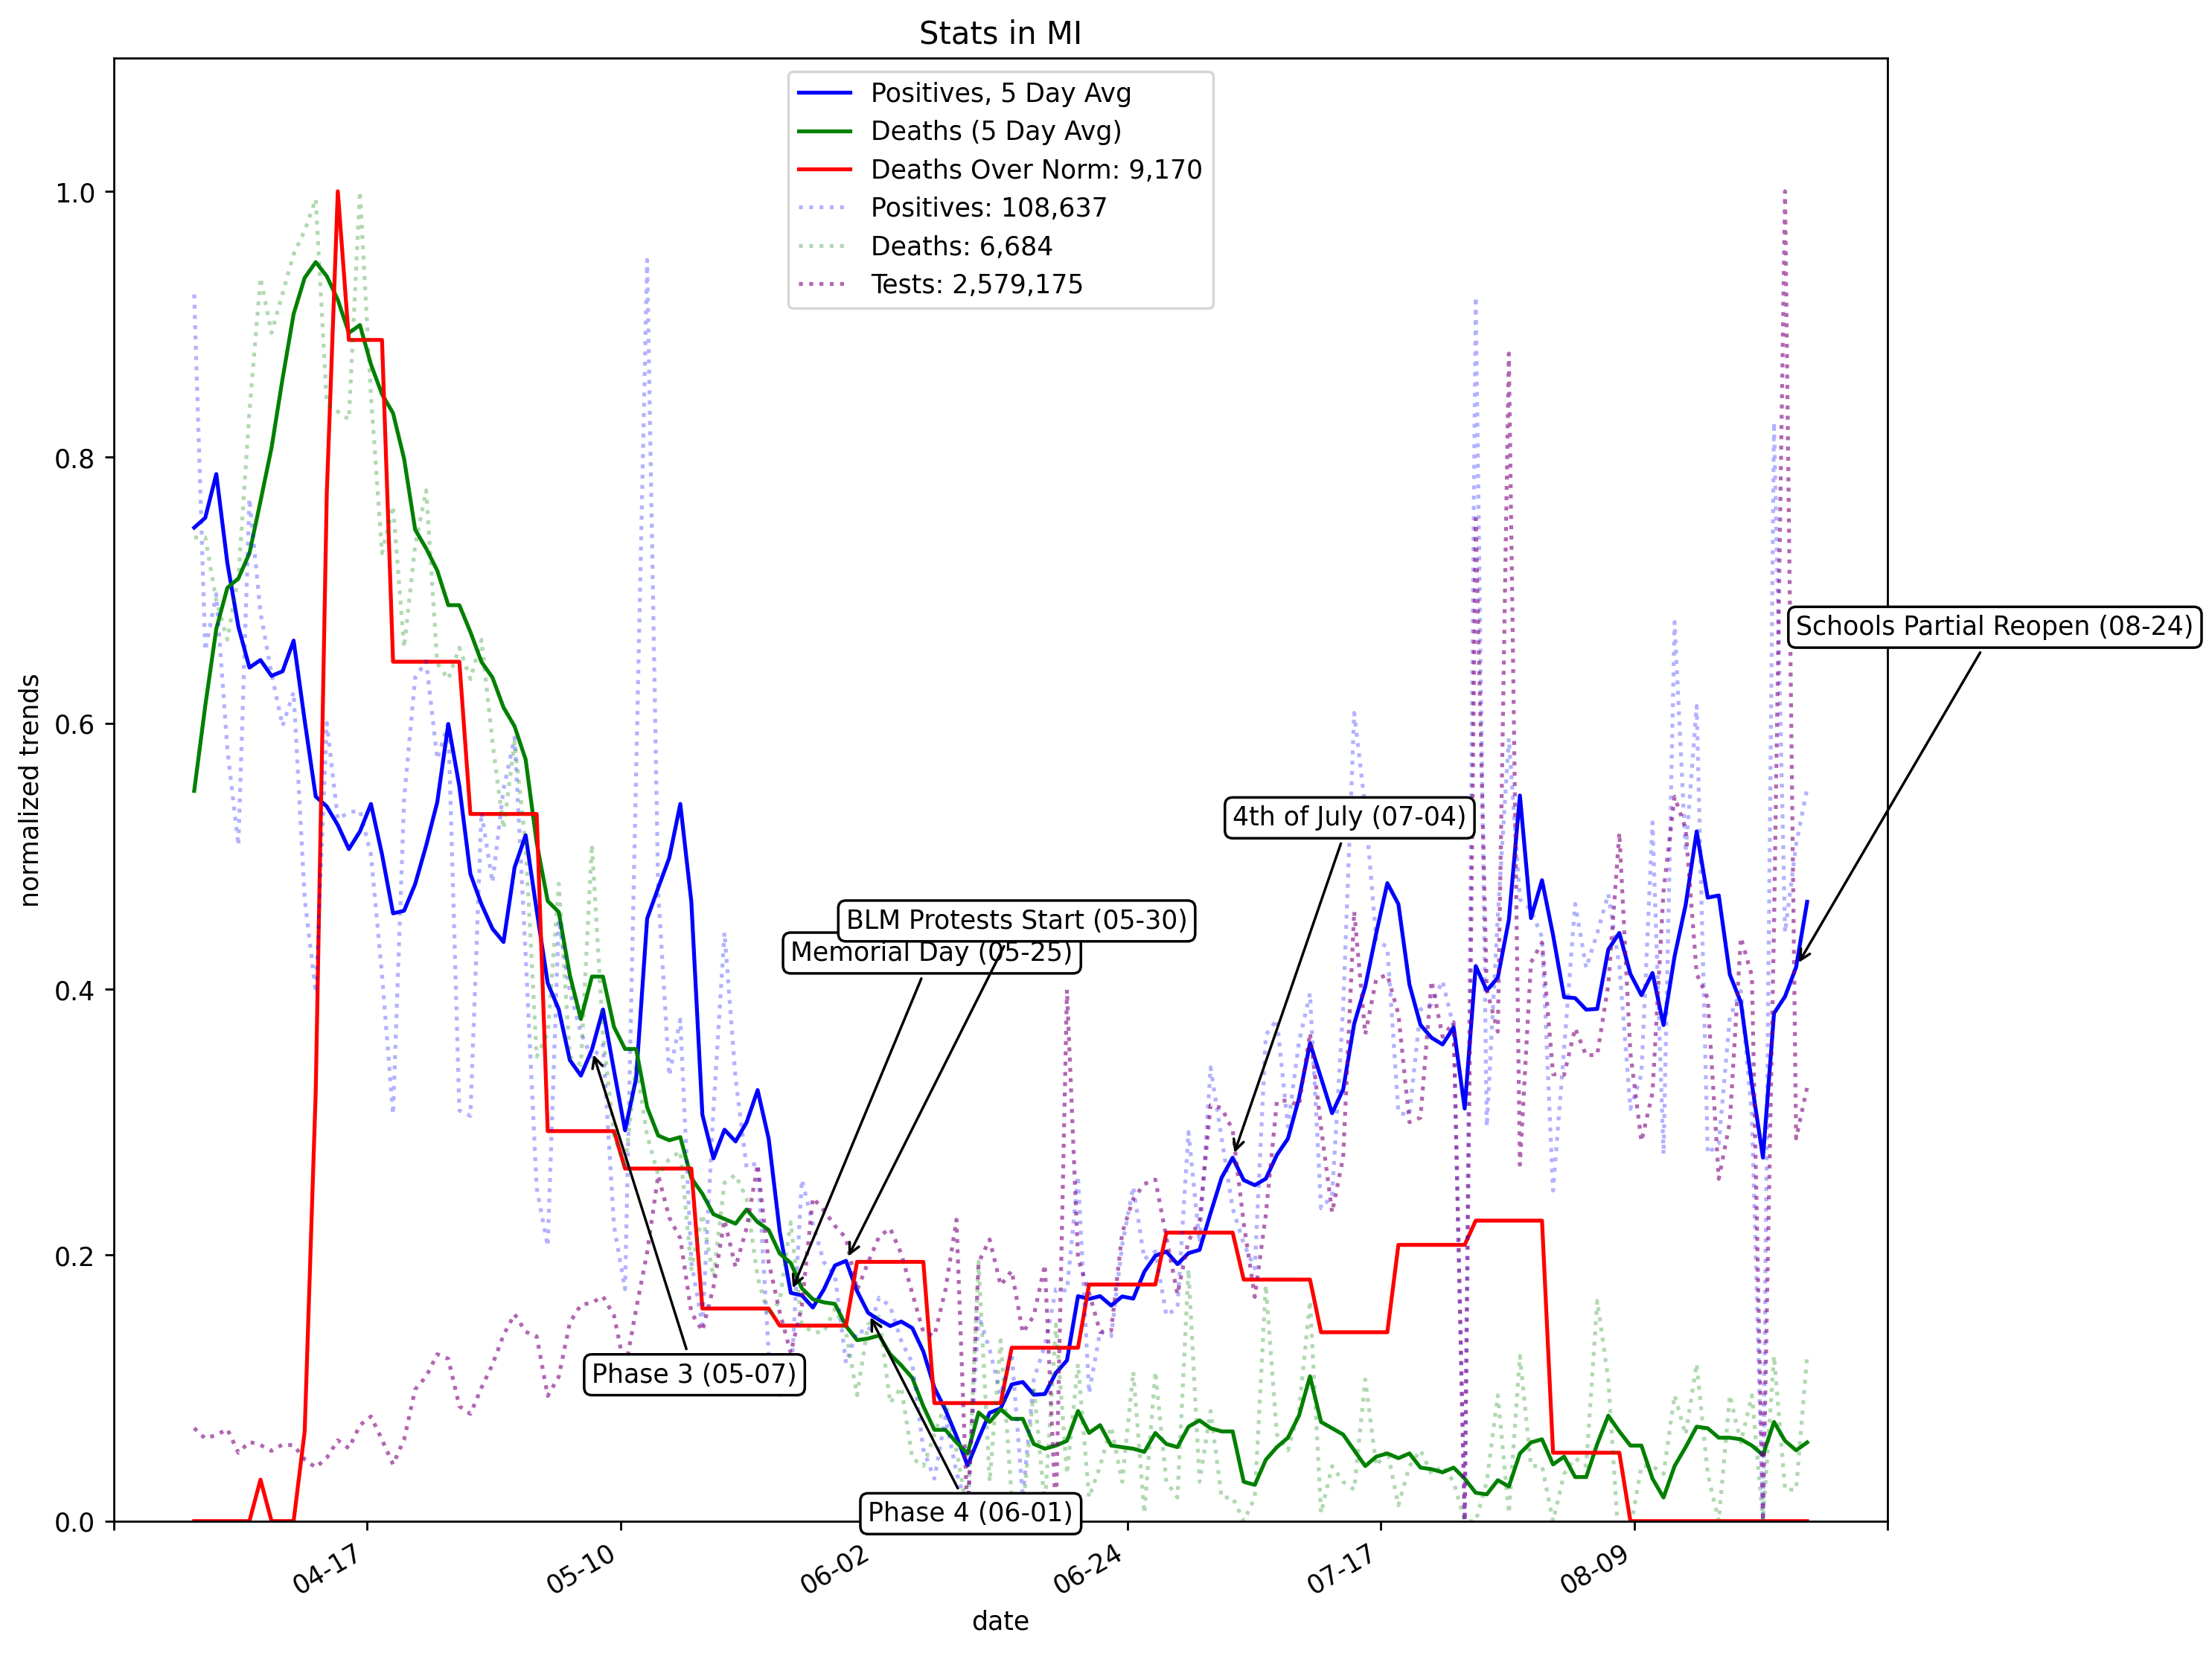 Stats in MI
Positives, 5 Day Avg
Deaths (5 Day Avg)
Deaths Over Norm: 9,170
Positives: 108,637
Deaths: 6,684
Tests: 2,579,175
1.0
0.8
0.6
0.4
0.2
0.0
normalized trends
Schools Partial Reopen (08-24)
4th of July (07-04)
BLM Protests Start (05-30)
Memorial Day (05-25)
Phase 3 (05-07)
Phase 4 (06-01)
04-17
05-10
06-02
06-24
07-17
08-09
date